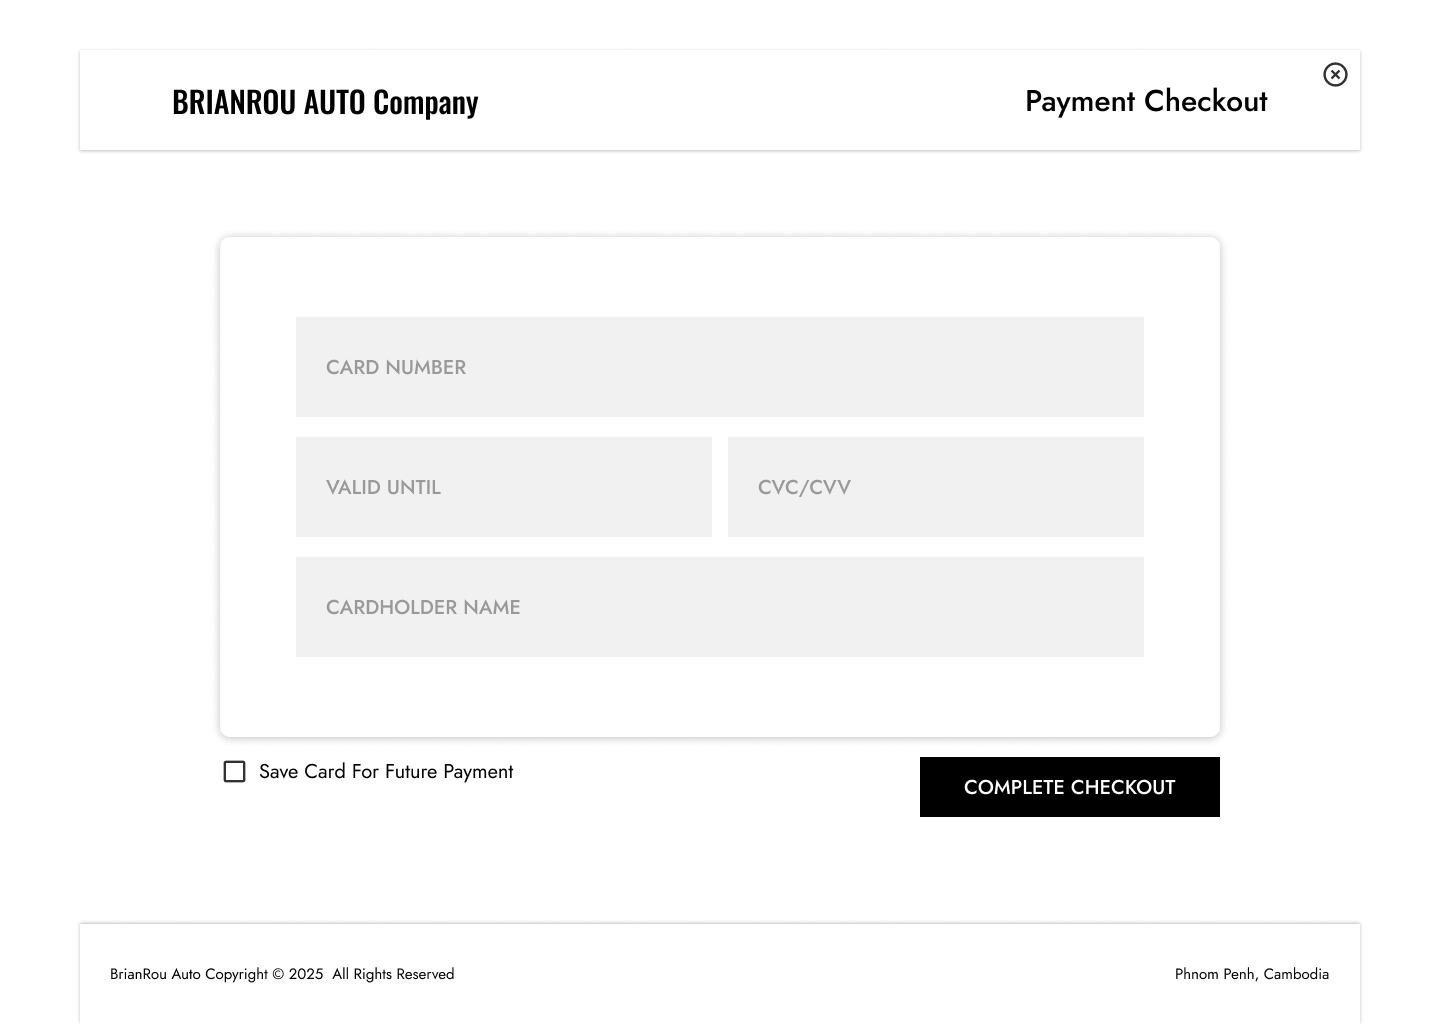 BRIANROU AUTO Company
Payment Checkout
CARD NUMBER
VALID UNTIL
CVC/CVV
CARDHOLDER NAME
Save Card For Future Payment
COMPLETE CHECKOUT
BrianRou Auto Copyright © 2025  All Rights Reserved
Phnom Penh, Cambodia